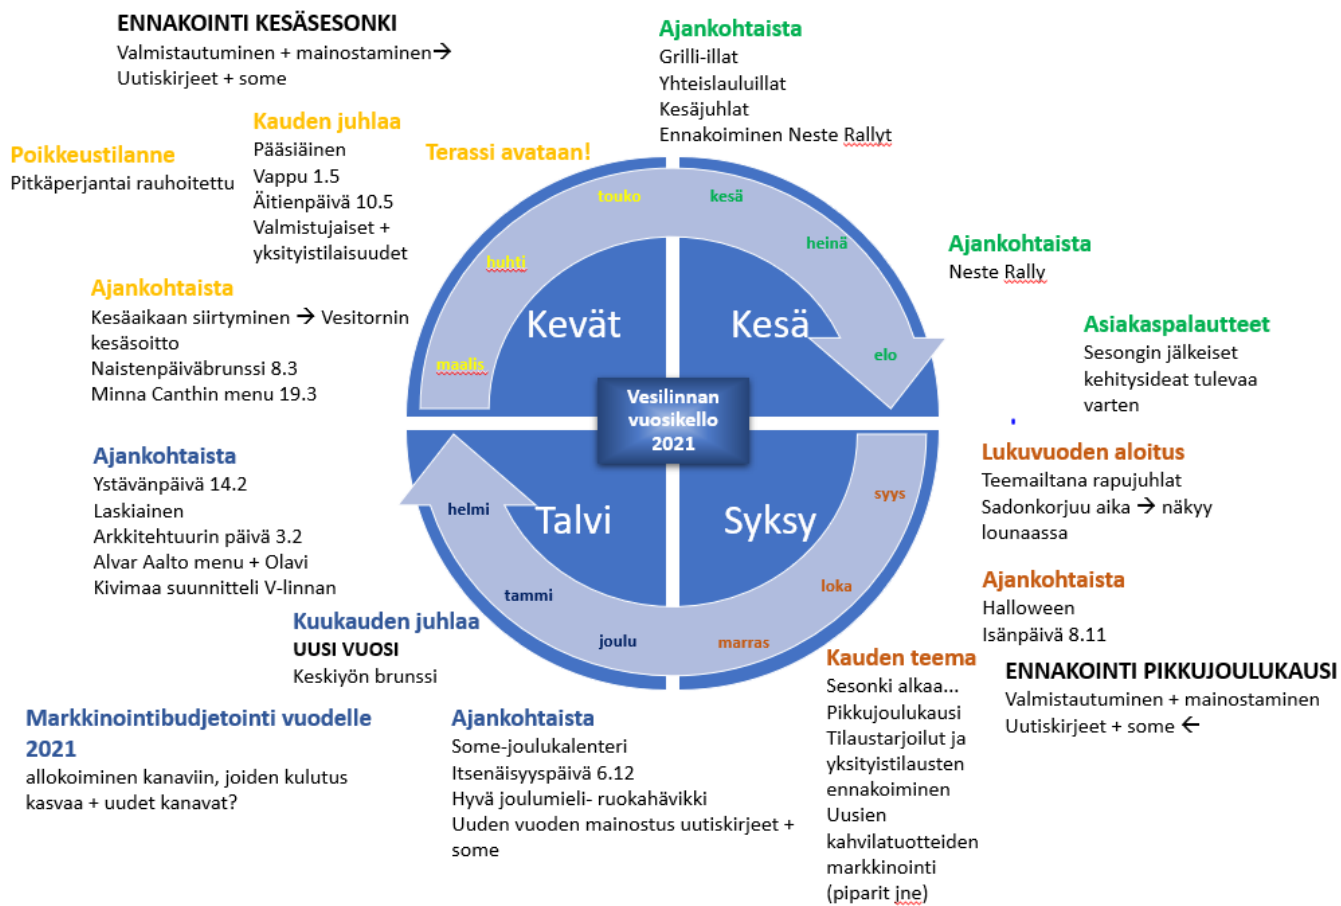 ENNAKOINTI KESÄSESONKI
Valmistautuminen + mainostaminen→
Uutiskirjeet + some
Ajankohtaista
Grilli-illat
Yhteislauluillat
Kesäjuhlat
Ennakoiminen Neste Rallyt
Kauden juhlaa
Pääsiäinen
Vappu 1.5
Äitienpäivä 10.5
Valmistujaiset +
yksityistilaisuudet
Poikkeustilanne
Pitkäperjantai rauhoitettu
Terassi avataan!
Ajankohtaista
Kesäaikaan siirtyminen → Vesitornin
kesäsoitto
Naistenpäiväbrunssi 8.3
Minna Canthin menu 19.3
touko
huhti
maalis
Kevät
kesä
heinä
elo
Kesä
Ajankohtaista
Neste Rally
Asiakaspalautteet
Sesongin jälkeiset
kehitysideat tulevaa
varten
Vesilinnan
vuosikello
2021
Ajankohtaista
Ystävänpäivä 14.2
Laskiainen
Arkkitehtuurin päivä 3.2
Alvar Aalto menu + Olavi
Kivimaa suunnitteli V-linnan
helmi
tammi
joulu
Talvi
syys
loka
marras
Syksy
Lukuvuoden aloitus
Teemailtana rapujuhlat
Sadonkorjuu aika → näkyy
lounaassa
Ajankohtaista
Halloween
Isänpäivä 8.11
Kuukauden juhlaa
UUSI VUOSI
Keskiyön brunssi
Kauden teema
Sesonki alkaa...
Pikkujoulukausi
Tilaustarjoilut ja
yksityistilausten
ennakoiminen
Uusien
kahvilatuotteiden
markkinointi
(piparit jne)
ENNAKOINTI PIKKUJOULUKAUSI
Valmistautuminen + mainostaminen
Uutiskirjeet + some ←
Markkinointibudjetointi vuodelle
2021
allokoiminen kanaviin, joiden kulutus
kasvaa + uudet kanavat?
Ajankohtaista
Some-joulukalenteri
Itsenäisyyspäivä 6.12
Hyvä joulumieli- ruokahävikki
Uuden vuoden mainostus uutiskirjeet +
some